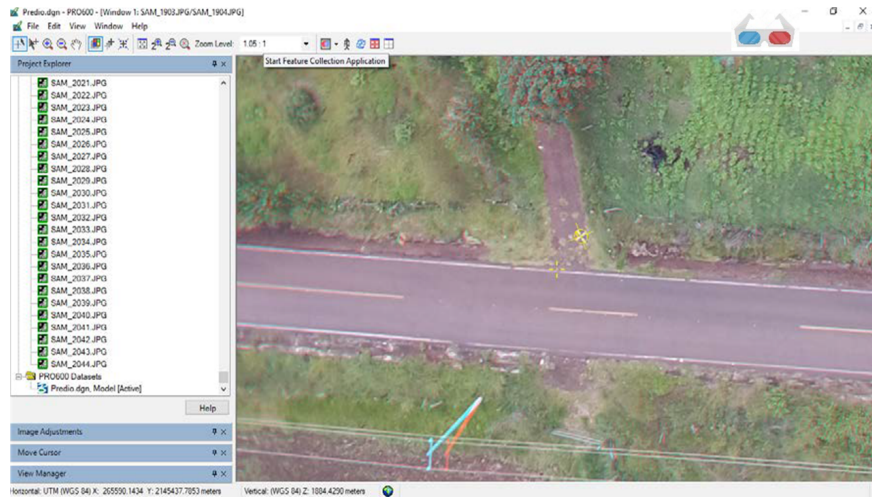 Predio.dgn - PRO600 - [Window 1: SAM_1903.JPG/SAM_1904.JPG]
File Edit View Window Help
Zoom Level: 1.05 : 1
Start Feature Collection Application
Project Explorer
SAM_2021.JPG
SAM_2022.JPG
SAM_2023.JPG
SAM_2024.JPG
SAM_2025.JPG
SAM_2026.JPG
SAM_2027.JPG
SAM_2028.JPG
SAM_2029.JPG
SAM_2030.JPG
SAM_2031.JPG
SAM_2032.JPG
SAM_2033.JPG
SAM_2034.JPG
SAM_2035.JPG
SAM_2036.JPG
SAM_2037.JPG
SAM_2038.JPG
SAM_2039.JPG
SAM_2040.JPG
SAM_2041.JPG
SAM_2042.JPG
SAM_2043.JPG
SAM_2044.JPG
PRO600 Datasets
Predio.dgn, Model [Active]
Help
Image Adjustments
Move Cursor
View Manager
Horizontal: UTM (WGS 84) X: 265590.1434 Y: 2145437.7853 meters Vertical: (WGS 84) Z: 1884.4290 meters